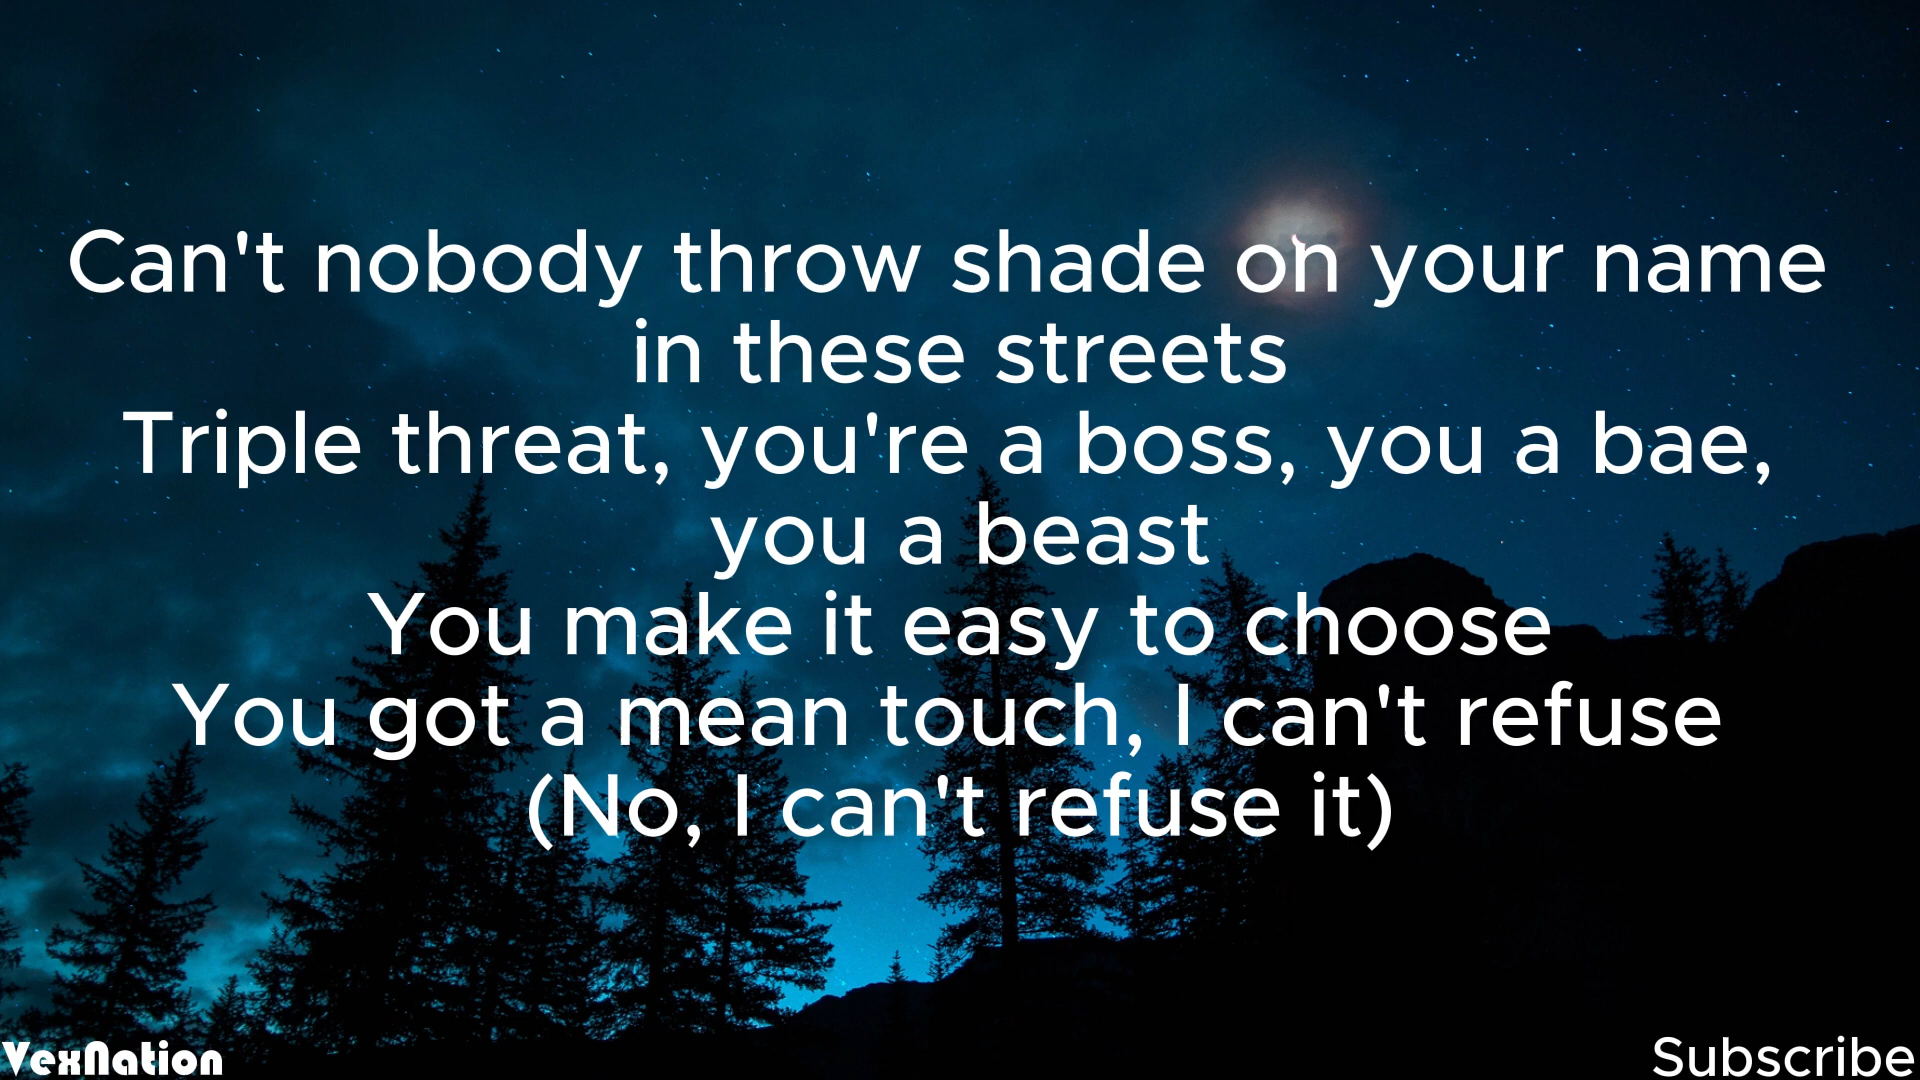 Can't nobody throw shade on your name
in these streets
Triple threat, you're a boss, you a bae,
you a beast
You make it easy to choose
You got a mean touch, I can't refuse
(No, I can't refuse it)
VexNation
Subscribe